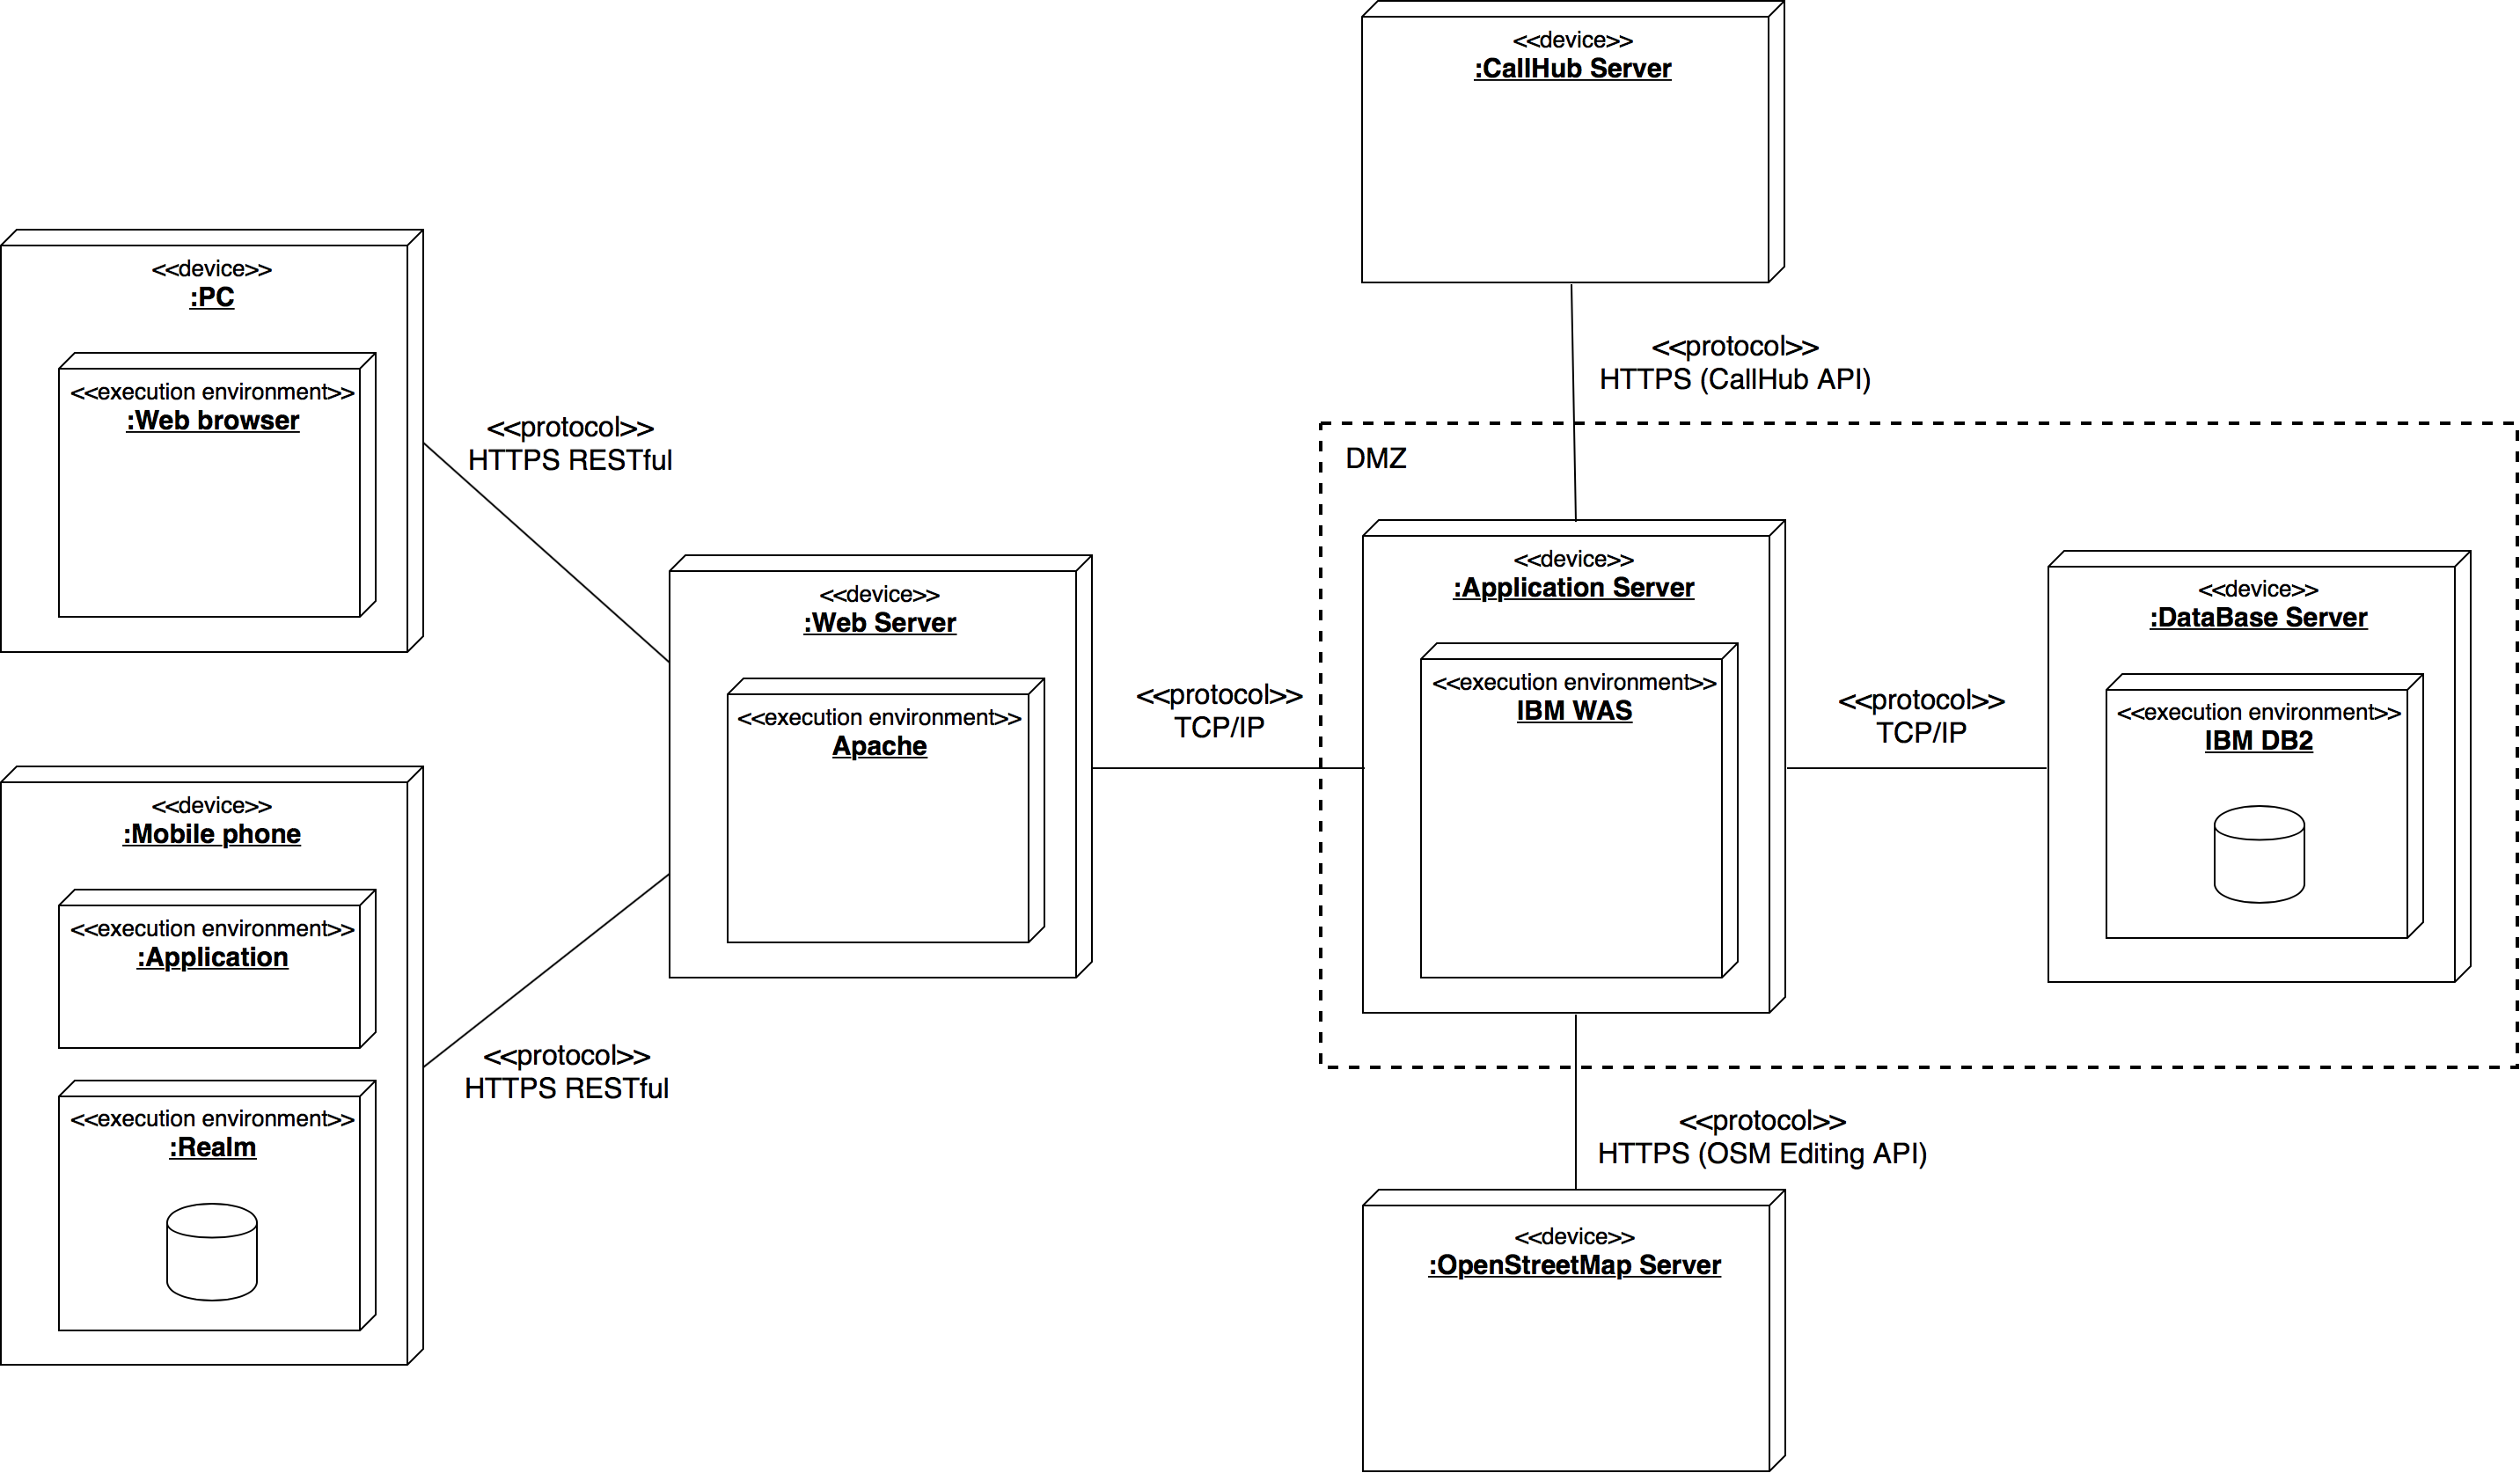 <<device>>
:CallHub Server
<<device>>
:PC
<<execution environment>>
:Web browser
<<protocol>>
HTTPS RESTful
<<protocol>>
HTTPS (CallHub API)
DMZ
<<device>>
:Web Server
<<execution environment>>
Apache
<<protocol>>
TCP/IP
<<device>>
:Application Server
<<execution environment>>
IBM WAS
<<protocol>>
TCP/IP
<<device>>
:DataBase Server
<<execution environment>>
IBM DB2
<<device>>
:Mobile phone
<<execution environment>>
:Application
<<execution environment>>
:Realm
<<protocol>>
HTTPS RESTful
<<protocol>>
HTTPS (OSM Editing API)
<<device>>
:OpenStreetMap Server